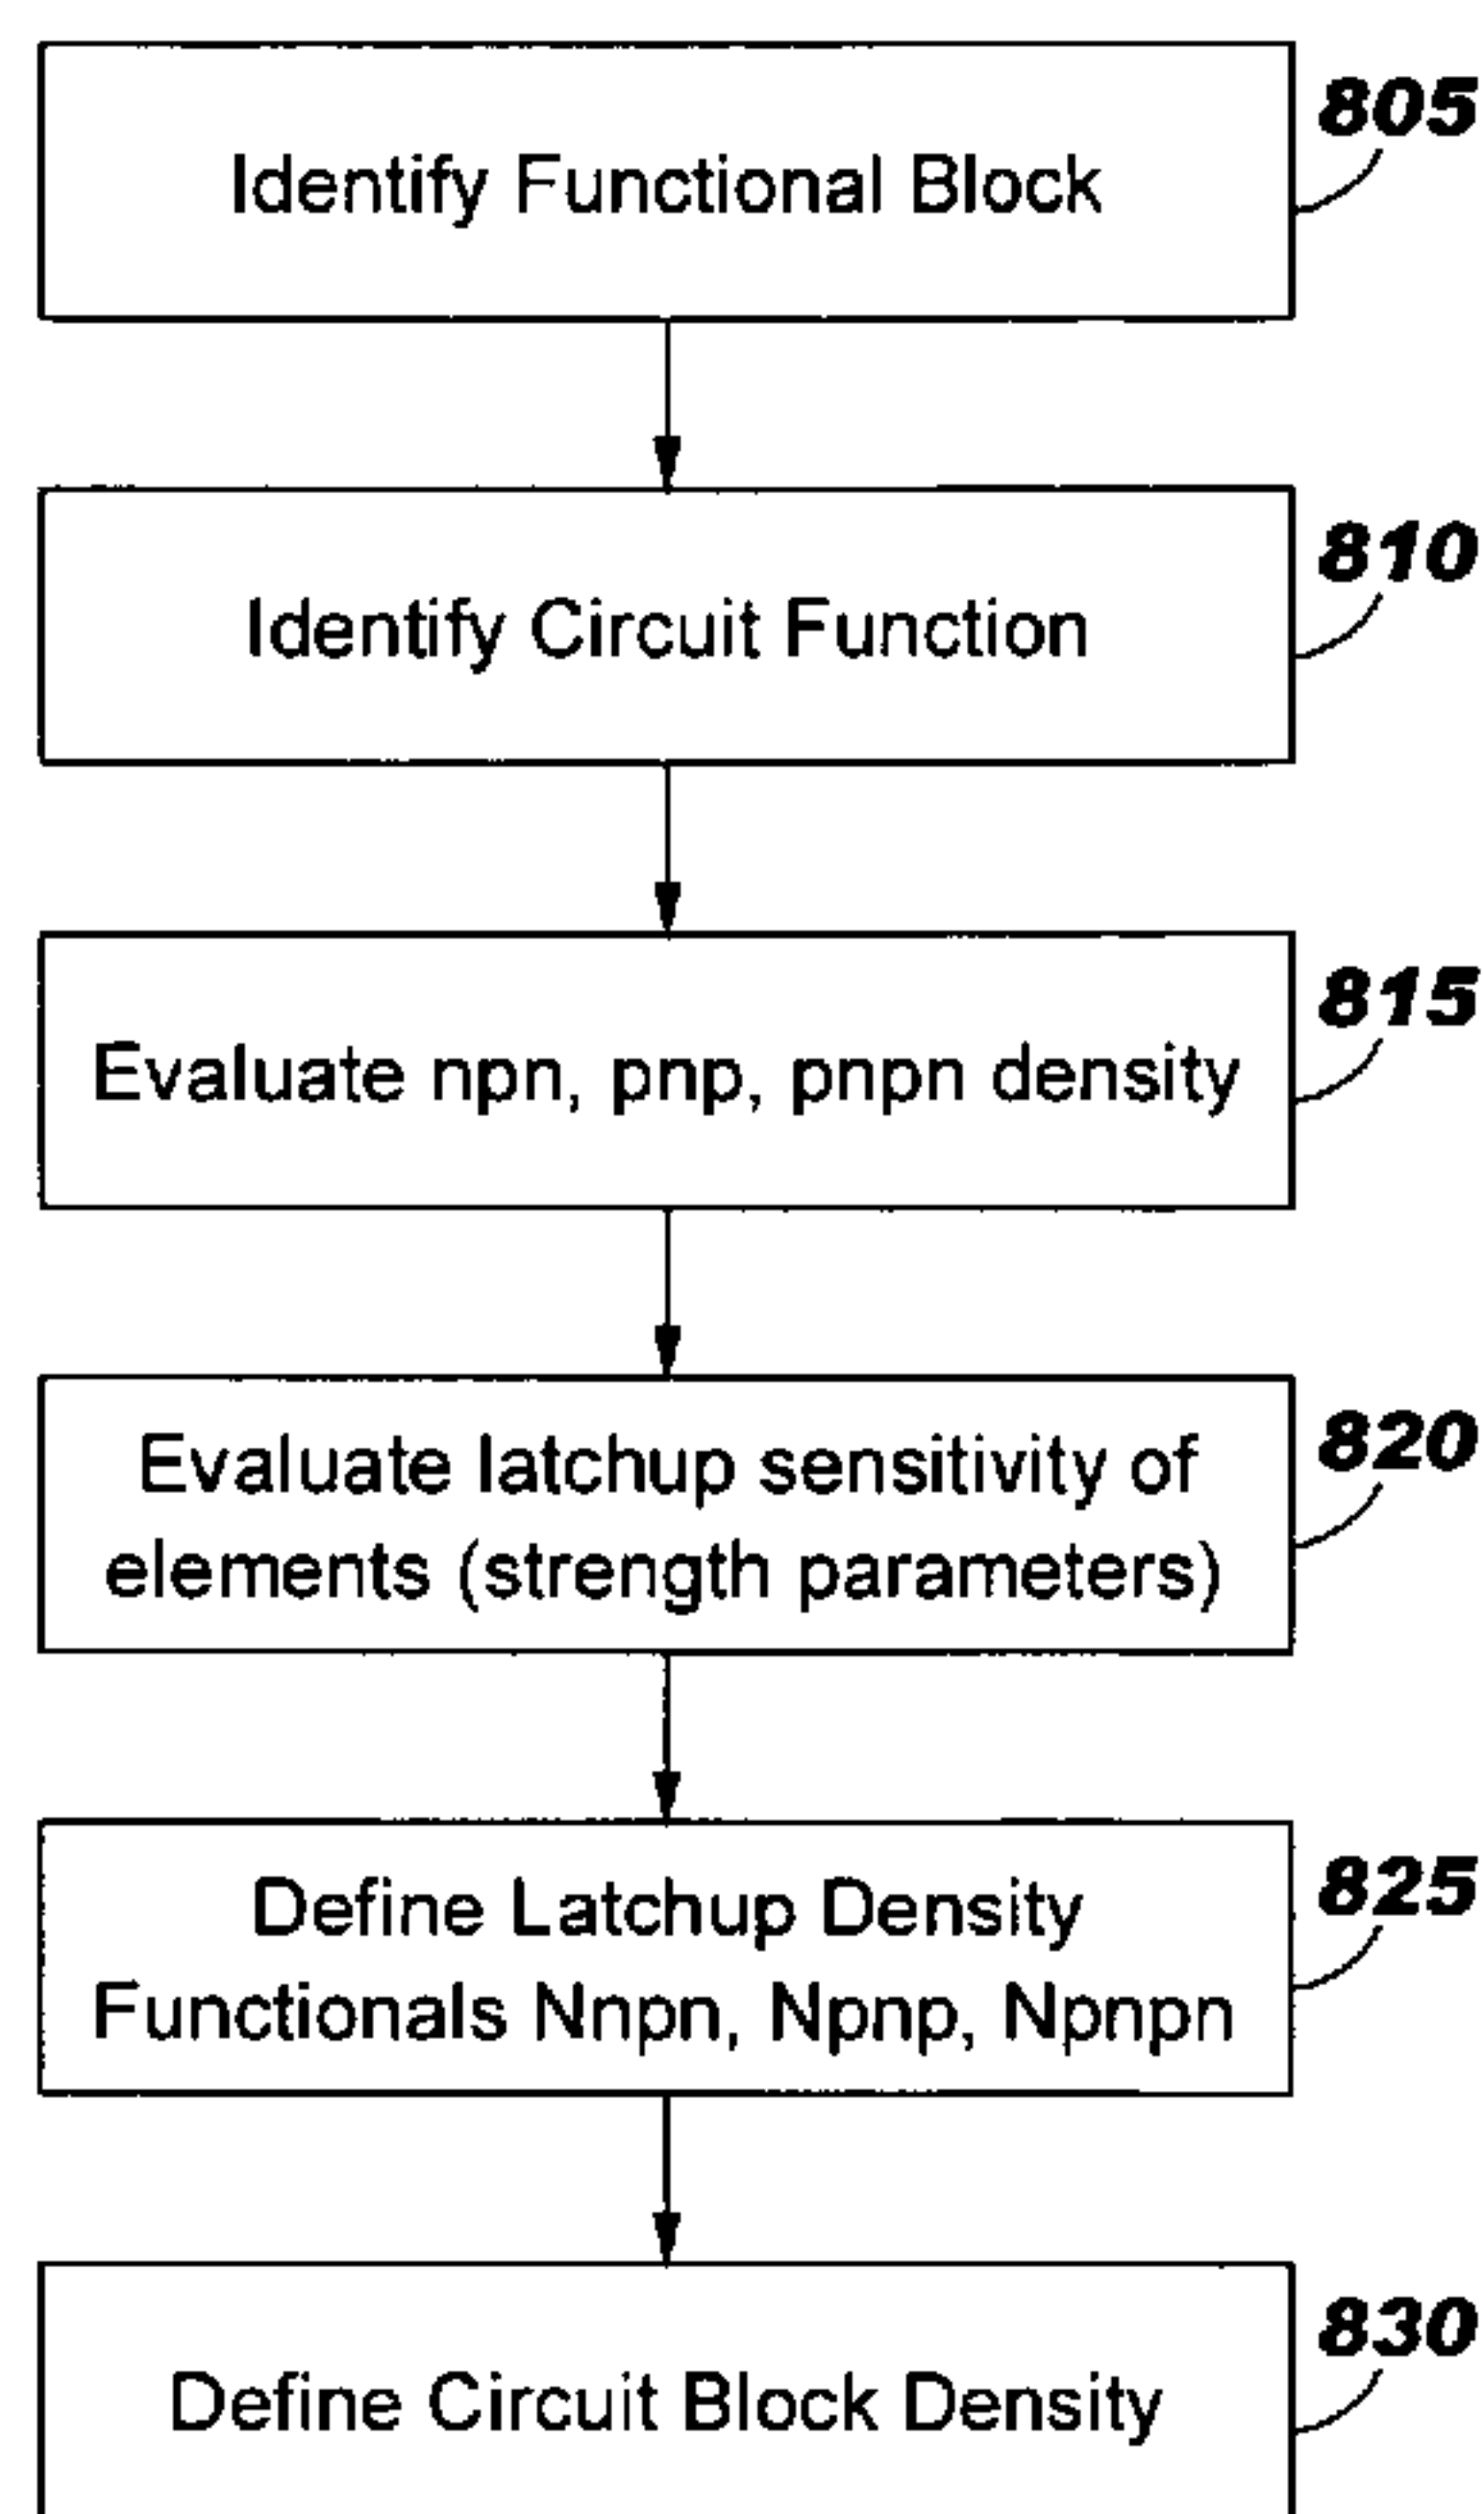 805
Identify Functional Block
810
Identify Circuit Function
815
Evaluate npn, pnp, pnpn density
820
Evaluate latchup sensitivity of
elements (strength parameters)
825
Define Latchup Density
Functionals Nnpn, Npnp, Npnpn
830
Define Circuit Block Density